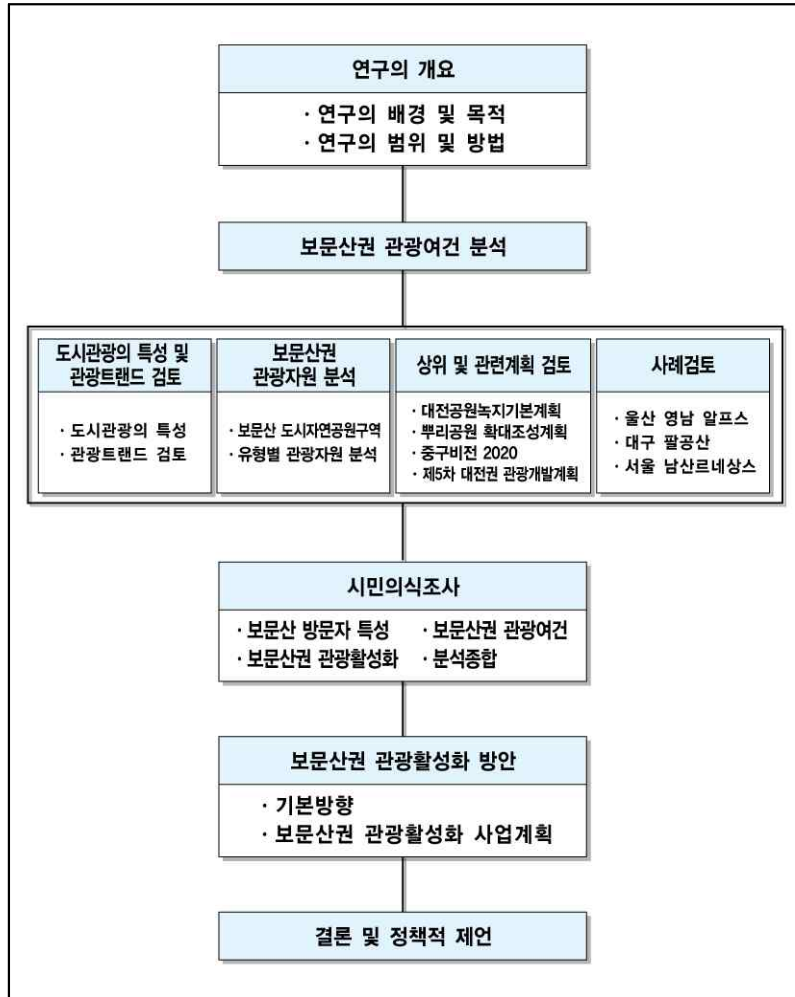 연구의 개요
· 연구의 배경 및 목적
· 연구의 범위 및 방법
보문산권 관광여건 분석
도시관광의 특성 및
관광트랜드 검토
· 도시관광의 특성
· 관광트랜드 검토
보문산권
관광자원 분석
· 보문산 도시자연공원구역
· 유형별 관광자원 분석
상위 및 관련계획 검토
· 대전공원녹지기본계획
· 뿌리공원 확대조성계획
· 중구비전 2020
· 제5차 대전권 관광개발계획
사례검토
· 울산 영남 알프스
· 대구 팔공산
· 서울 남산르네상스
시민의식조사
· 보문산 방문자 특성 · 보문산권 관광여건
· 보문산권 관광활성화 · 분석종합
보문산권 관광활성화 방안
· 기본방향
· 보문산권 관광활성화 사업계획
결론 및 정책적 제언